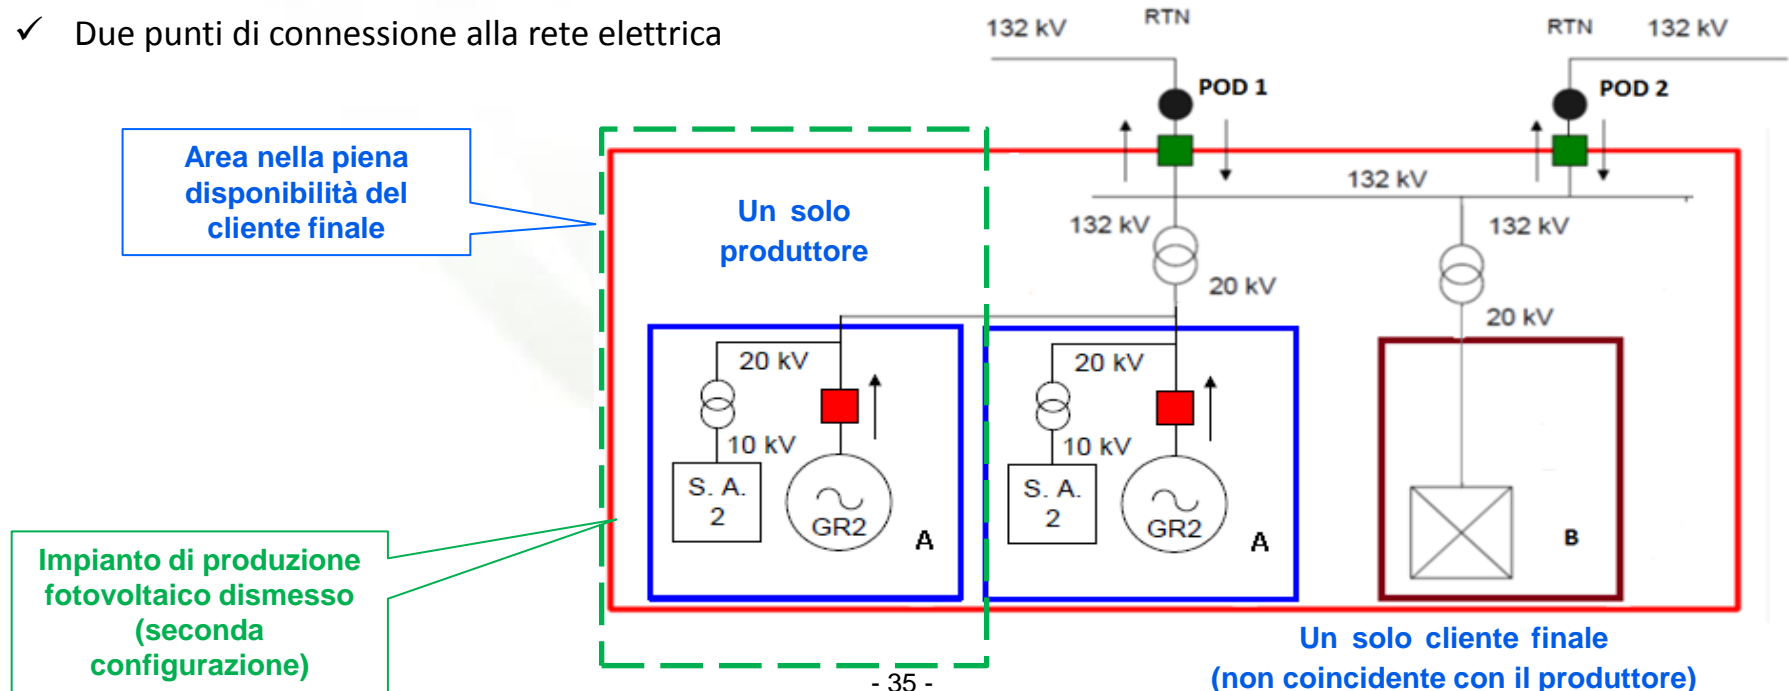 ✓ Due punti di connessione alla rete elettrica
132 kV
RTN
RTN
132 kV
POD 1
POD 2
Area nella piena
disponibilità del
cliente finale
Un solo
produttore
132 kV
132 kV
132 kV
20 kV
20 kV
20 kV
10 kV
S. A.
2
GR2
A
20 kV
10 kV
S. A.
2
GR2
A
B
Impianto di produzione
fotovoltaico dismesso
(seconda
configurazione)
Un solo cliente finale
(non coincidente con il produttore)
- 35 -